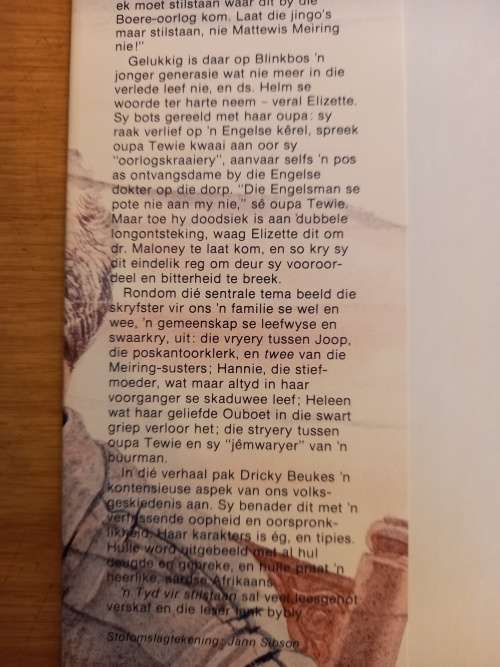 ek moet stilstaan waar dit by die
Boere-oorlog kom. Laat die jingo's
maar stilstaan, nie Mattewis Meiring
nie!"
Gelukkig is daar op Blinkbos 'n
jonger generasie wat nie meer in die
verlede leef nie, en ds. Helm se
woorde ter harte neem – veral Elizette.
Sy bots gereeld met haar oupa: sy
raak verlief op 'n Engelse kêrel, spreek
oupa Tewie kwaai aan oor sy
"oorlogskraaiery", aanvaar selfs 'n pos
as ontvangsdame by die Engelse
dokter op die dorp. "Die Engelsman se
pote nie aan my nie," sê oupa Tewie.
Maar toe hy doodsiek is aan dubbele
longontsteking, waag Elizette dit om
dr. Maloney te laat kom, en so kry sy
dit eindelik reg om deur sy vooroor-
deel en bitterheid te breek.
Rondom dié sentrale tema beeld die
skryfster vir ons 'n familie se wel en
wee, 'n gemeenskap se leefwyse en
swaarkry, uit: die vryery tussen Joop,
die poskantoorklerk, en twee van die
Meiring-susters; Hannie, die stief-
moeder, wat maar altyd in haar
voorganger se skaduwee leef; Heleen
wat haar geliefde Ouboet in die swart
griep verloor het; die stryery tussen
oupa Tewie en sy "jémwaryer" van 'n
buurman.
In dié verhaal pak Dricky Beukes 'n
kontensieuse aspek van ons volks-
geskiedenis aan. Sy benader dit met 'n
verfrissende oopheid en oorspronk-
likheid. Haar karakters is ég, en tipies.
Hulle word uitgebeeld met al hul
deugde en gebreke, en hulle praat 'n
heerlike, aardse Afrikaans.
'n Tyd vir stilstaan sal veel leesgenot
verskaf en die leser lank bybly.
Stofomslagtekening: Jann Sibson